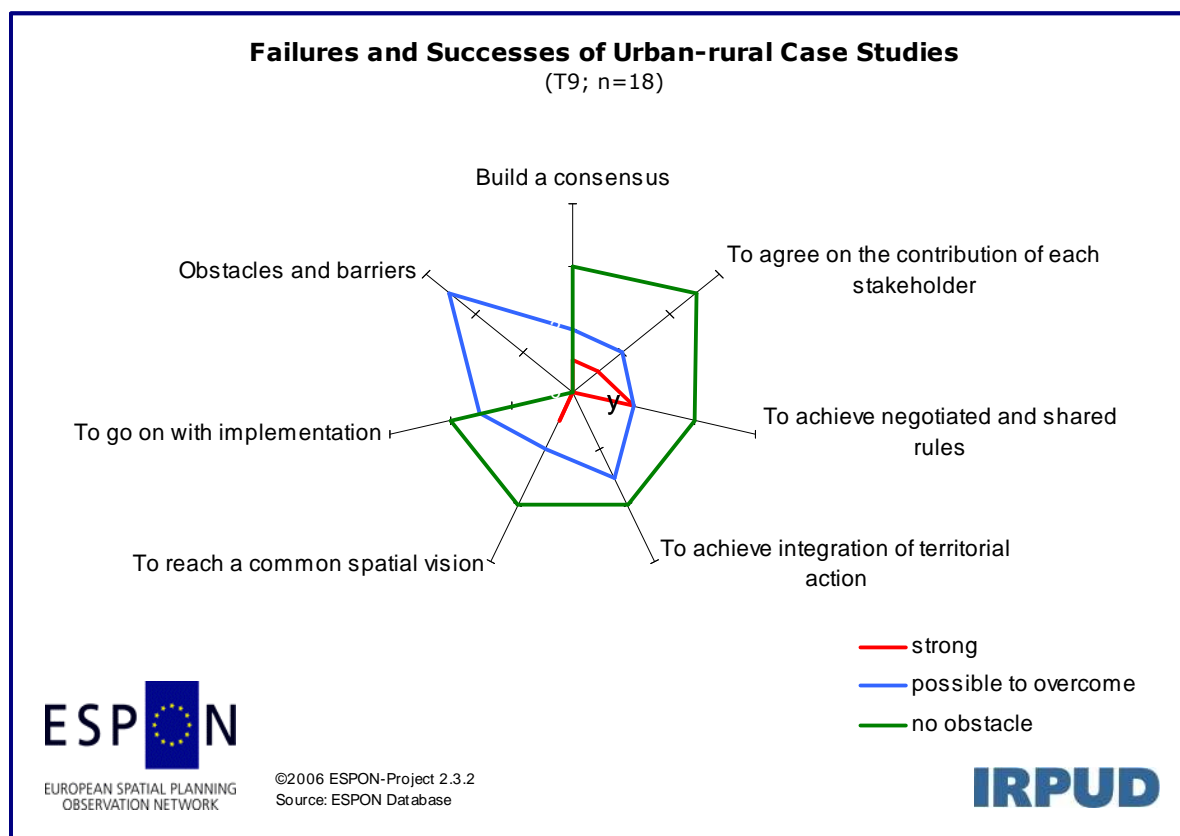 Failures and Successes of Urban-rural Case Studies
(T9; n=18)
Build a consensus
To agree on the contribution of each
stakeholder
Obstacles and barriers
y
To achieve negotiated and shared
rules
To go on with implementation
To achieve integration of territorial
action
To reach a common spatial vision
strong
possible to overcome
no obstacle
ESPON
EUROPEAN SPATIAL PLANNING
OBSERVATION NETWORK
©2006 ESPON-Project 2.3.2
Source: ESPON Database
IRPUD